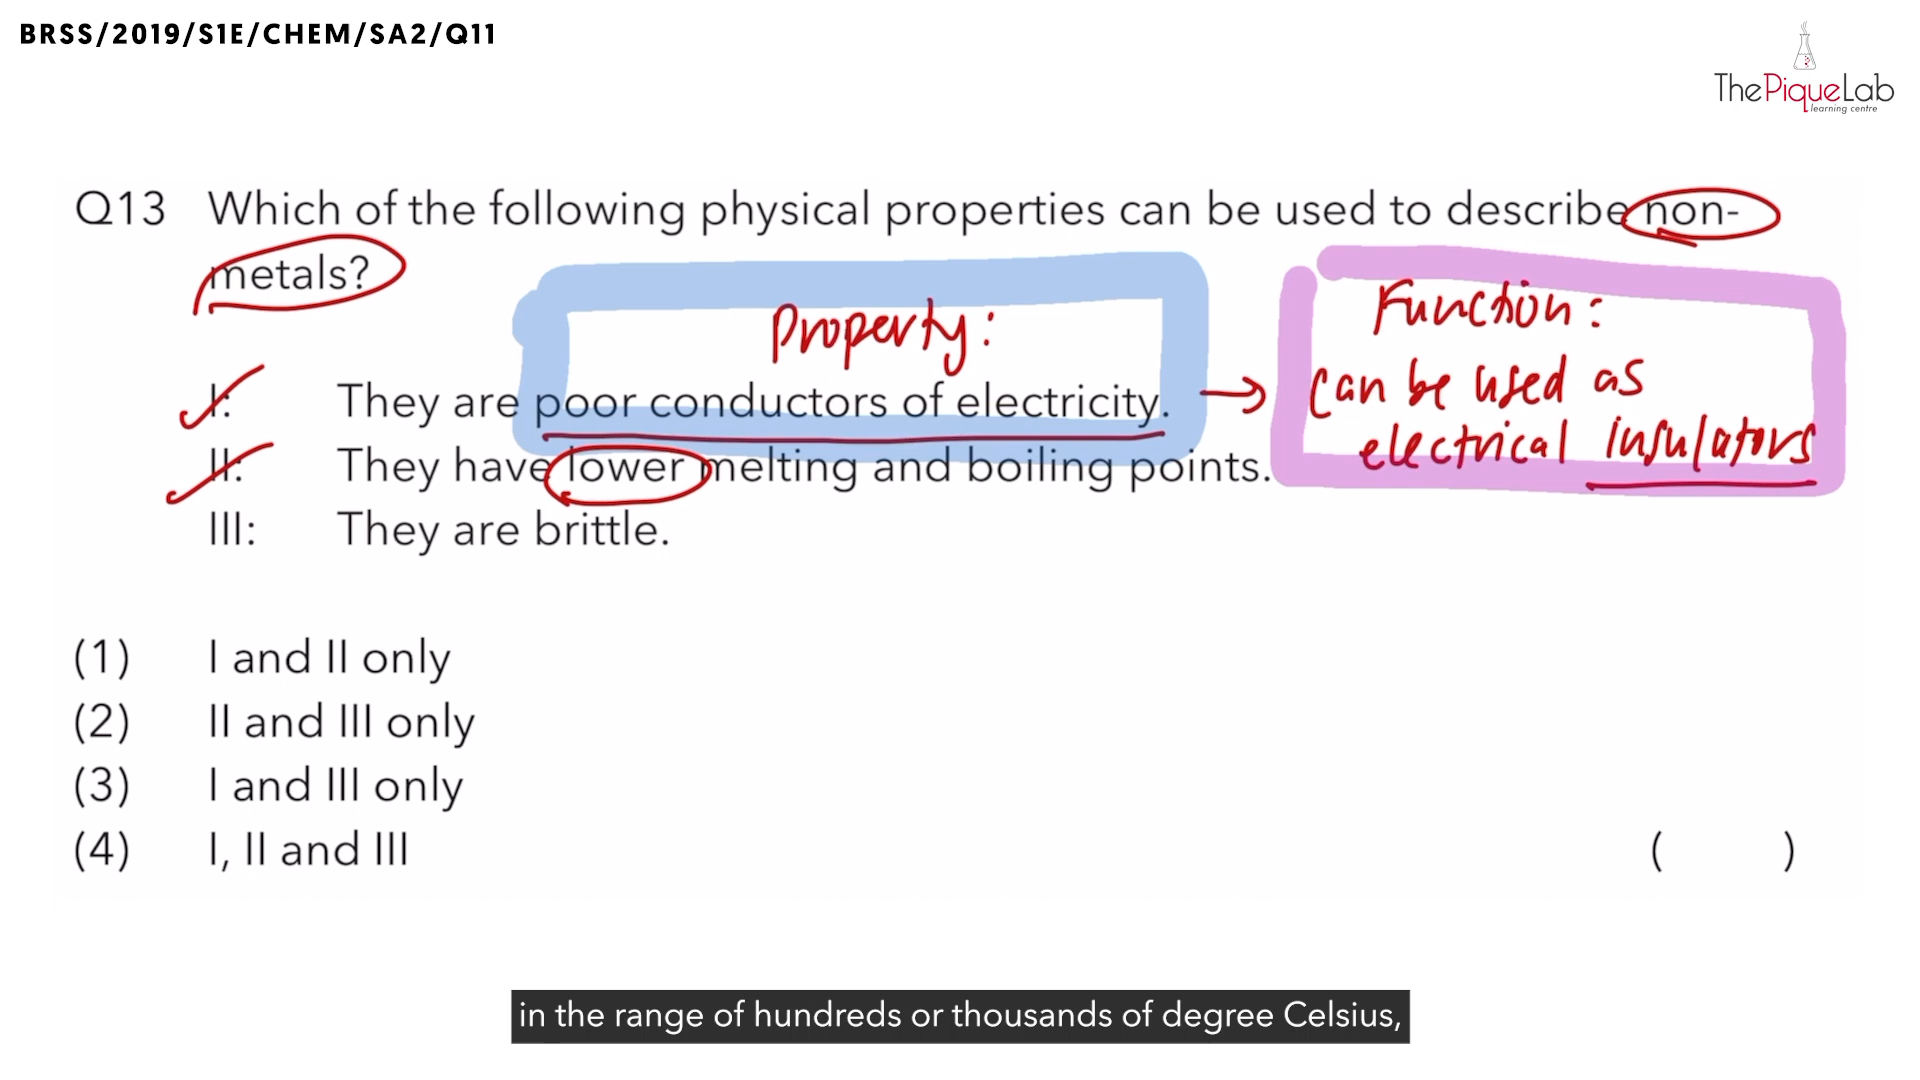 BRSS/2019/S1E/CHEM/SA2/Q11
ThePiqueLab
learning centre
Q13 Which of the following physical properties can be used to describe non-
metals?
Property:
Function:
I: They are poor conductors of electricity. → can be used as
electrical insulators
II: They have lower melting and boiling points.
III: They are brittle.
(1) I and II only
(2) II and III only
(3) I and III only
(4) I, II and III ( )
in the range of hundreds or thousands of degree Celsius,